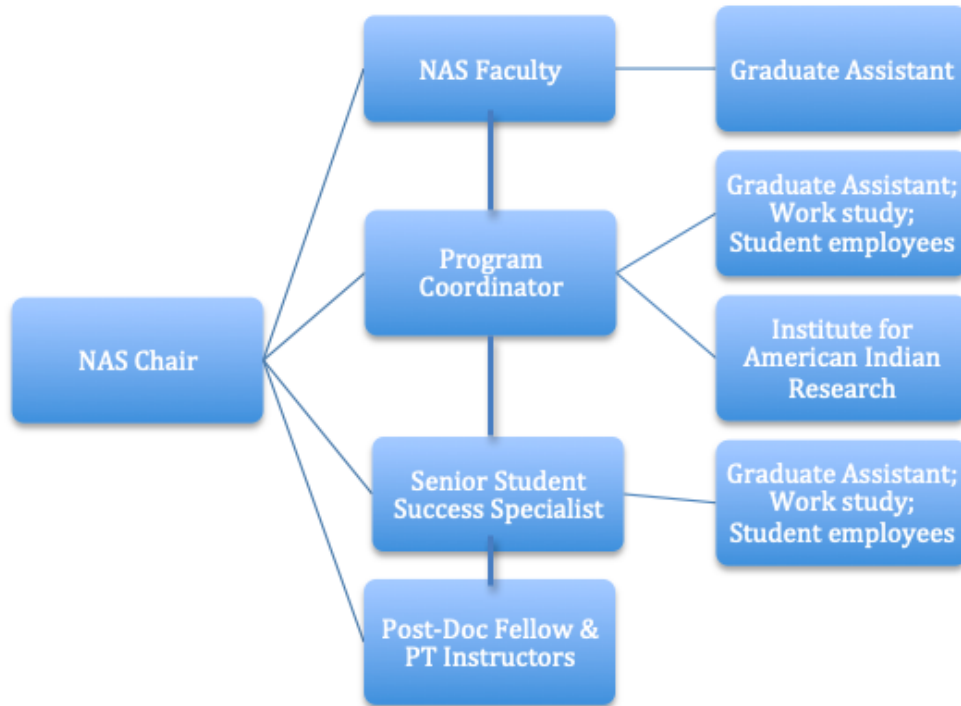 NAS Chair
NAS Faculty
Program
Coordinator
Senior Student
Success Specialist
Post-Doc Fellow &
PT Instructors
Graduate Assistant
Graduate Assistant;
Work study;
Student employees
Institute for
American Indian
Research
Graduate Assistant;
Work study;
Student employees